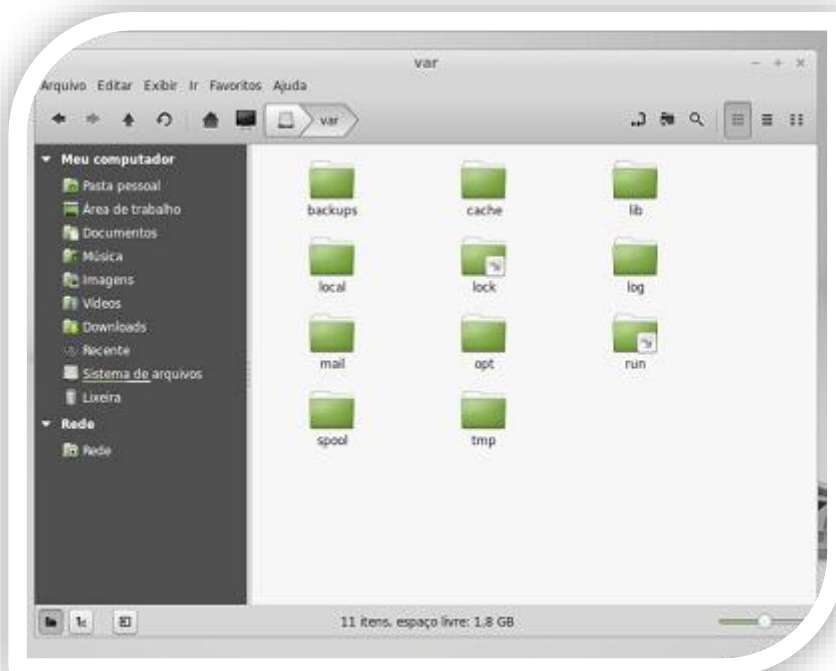 var
Arquivo Editar Exibir Ir Favoritos Ajuda
var
Meu computador
Pasta pessoal
Área de trabalho
Documentos
Música
Imagens
Vídeos
Downloads
Recente
Sistema de arquivos
Lixeira
Rede
Rede
backups cache lib
local lock log
mail opt run
spool tmp
11 itens, espaço livre: 1,8 GB